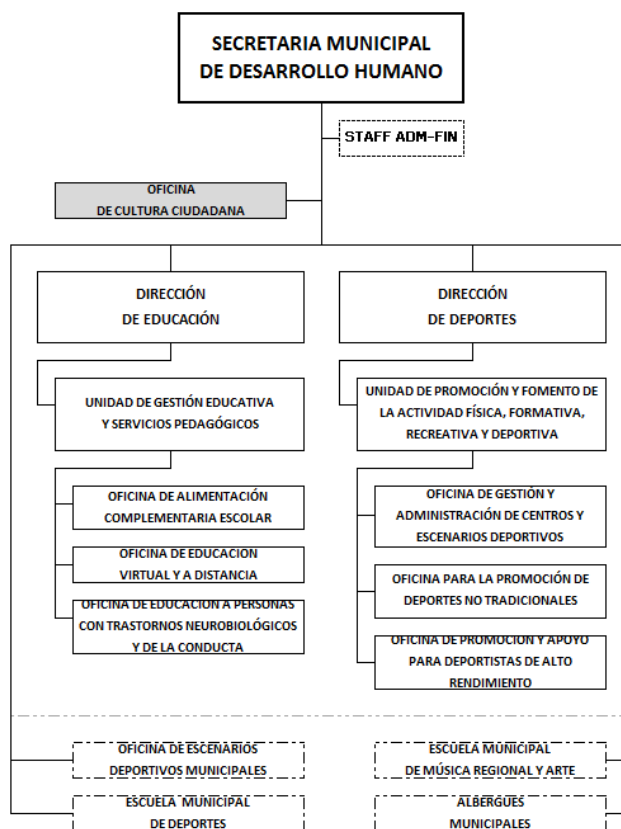 SECRETARIA MUNICIPAL
DE DESARROLLO HUMANO
STAFF ADM-FIN
OFICINA
DE CULTURA CIUDADANA
DIRECCIÓN
DE EDUCACIÓN
DIRECCIÓN
DE DEPORTES
UNIDAD DE GESTIÓN EDUCATIVA
Y SERVICIOS PEDAGÓGICOS
UNIDAD DE PROMOCIÓN Y FOMENTO DE
LA ACTIVIDAD FÍSICA, FORMATIVA,
RECREATIVA Y DEPORTIVA
OFICINA DE ALIMENTACIÓN
COMPLEMENTARIA ESCOLAR
OFICINA DE EDUCACIÓN
VIRTUAL Y A DISTANCIA
OFICINA DE EDUCACIÓN A PERSONAS
CON TRASTORNOS NEUROBIOLÓGICOS
Y DE LA CONDUCTA
OFICINA DE GESTIÓN Y
ADMINISTRACIÓN DE CENTROS Y
ESCENARIOS DEPORTIVOS
OFICINA PARA LA PROMOCIÓN DE
DEPORTES NO TRADICIONALES
OFICINA DE PROMOCIÓN Y APOYO
PARA DEPORTISTAS DE ALTO
RENDIMIENTO
OFICINA DE ESCENARIOS
DEPORTIVOS MUNICIPALES
ESCUELA MUNICIPAL
DE MÚSICA REGIONAL Y ARTE
ESCUELA MUNICIPAL
DE DEPORTES
ALBERGUES
MUNICIPALES